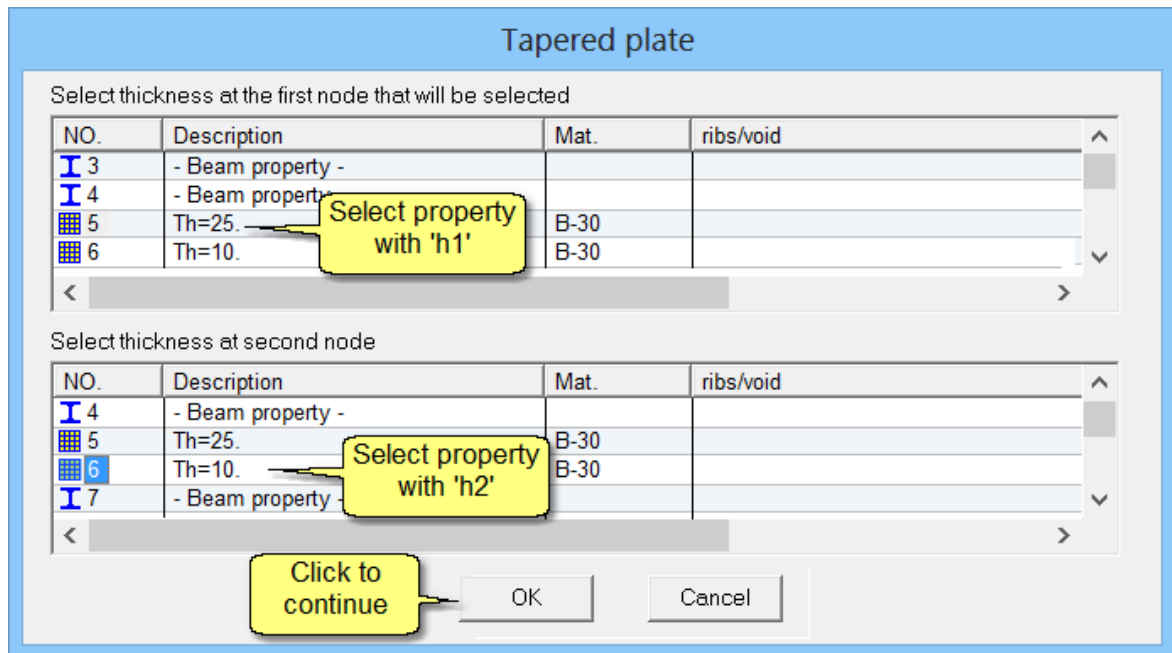 Tapered plate
Select thickness at the first node that will be selected
NO. Description Mat. ribs/void
3 - Beam property -
4 - Beam property
5 Th=25. B-30
6 Th=10. B-30
Select property
with 'h1'
Select thickness at second node
NO. Description Mat. ribs/void
4 - Beam property -
5 Th=25. B-30
6 Th=10. B-30
7 - Beam property -
Select property
with 'h2'
Click to
continue
OK Cancel